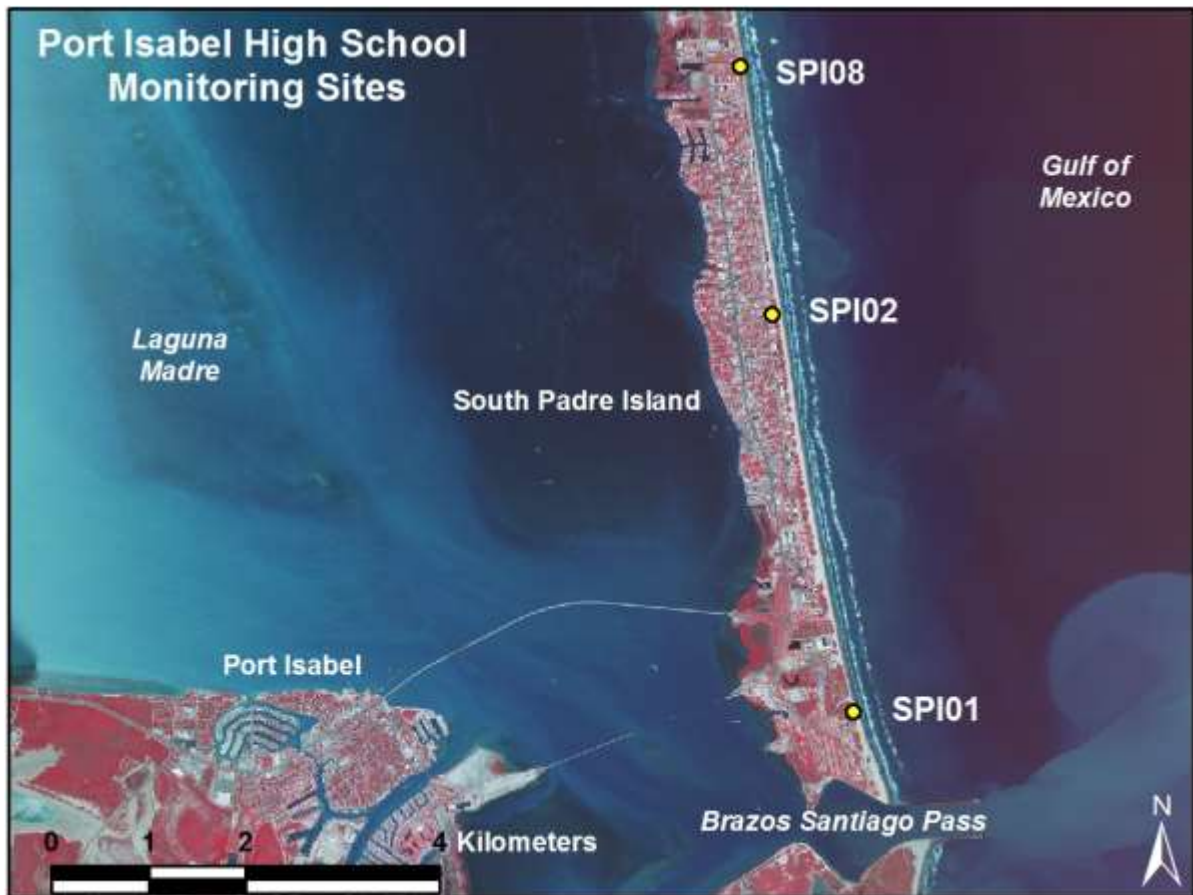 Port Isabel High School
Monitoring Sites
SPI08
Gulf of
Mexico
SPI02
Laguna
Madre
South Padre Island
Port Isabel
SPI01
Brazos Santiago Pass
N
0 1 2 4 Kilometers